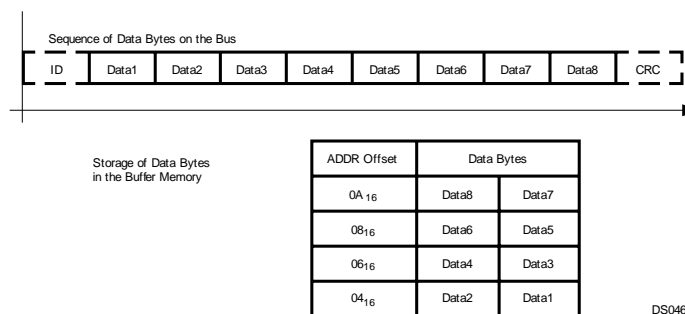 Sequence of Data Bytes on the Bus
ID Data1 Data2 Data3 Data4 Data5 Data6 Data7 Data8 CRC
Storage of Data Bytes
in the Buffer Memory
ADDR Offset Data Bytes
0A16 Data8 Data7
0816 Data6 Data5
0616 Data4 Data3
0416 Data2 Data1
DS046